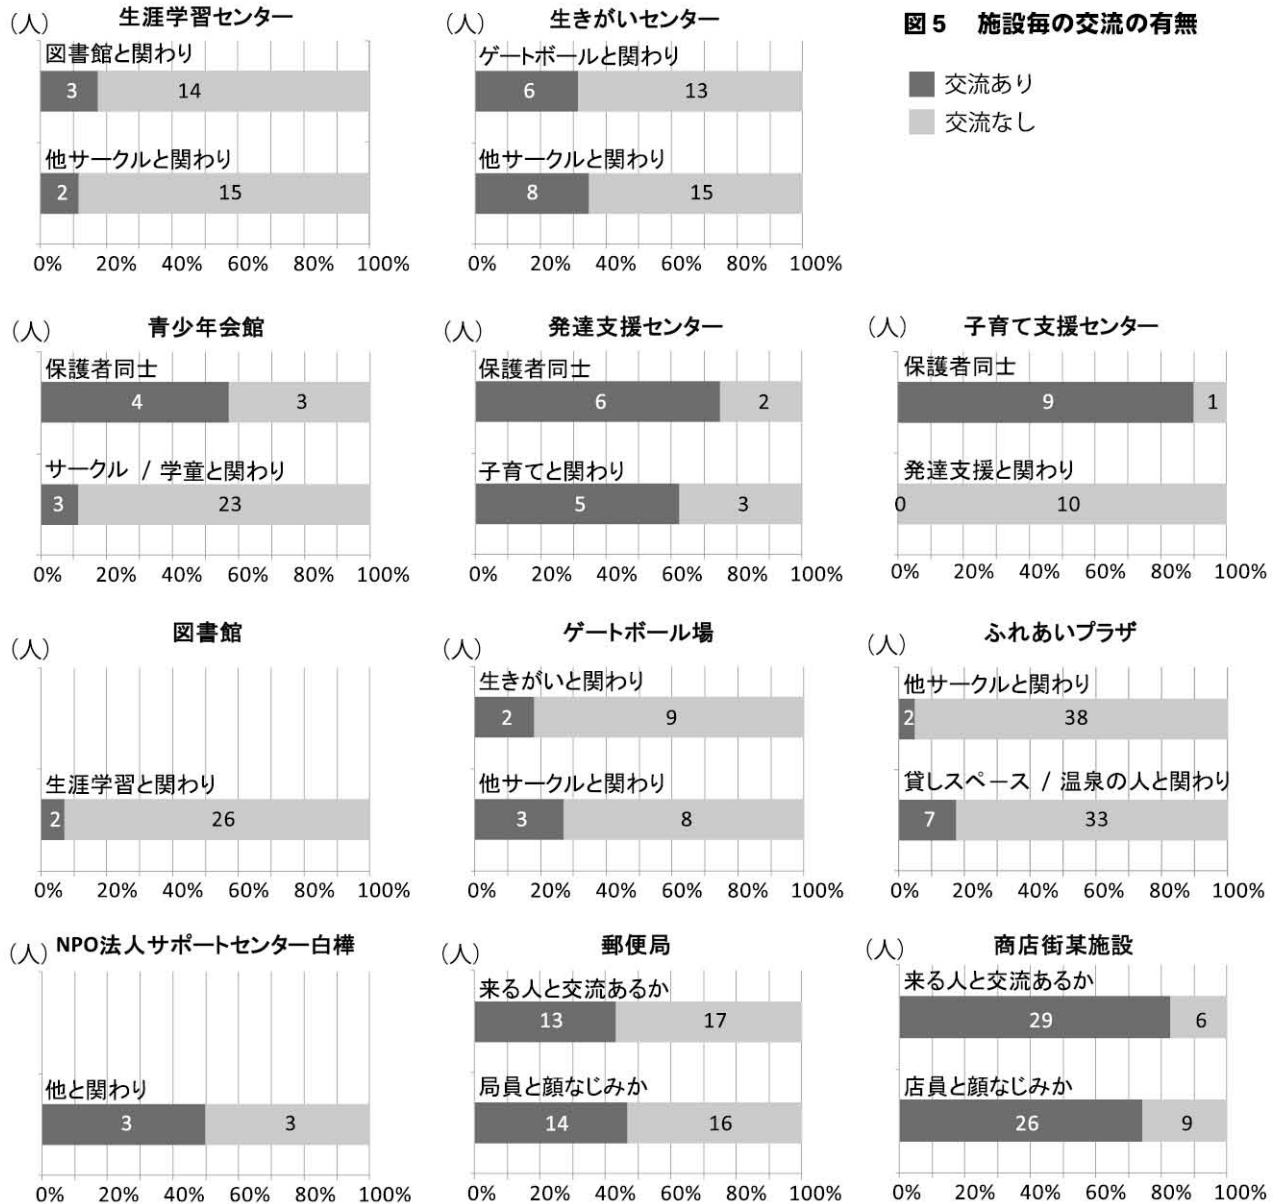 図5 施設毎の交流の有無
交流あり
交流なし
(人) 生涯学習センター
図書館と関わり
3 14
他サークルと関わり
2 15
0% 20% 40% 60% 80% 100%
(人) 生きがいセンター
ゲートボールと関わり
6 13
他サークルと関わり
8 15
0% 20% 40% 60% 80% 100%
(人) 青少年会館
保護者同士
4 3
サークル / 学童と関わり
3 23
0% 20% 40% 60% 80% 100%
(人) 発達支援センター
保護者同士
6 2
子育てと関わり
5 3
0% 20% 40% 60% 80% 100%
(人) 子育て支援センター
保護者同士
9 1
発達支援と関わり
0 10
0% 20% 40% 60% 80% 100%
(人) 図書館
生涯学習と関わり
2 26
0% 20% 40% 60% 80% 100%
(人) ゲートボール場
生きがいと関わり
2 9
他サークルと関わり
3 8
0% 20% 40% 60% 80% 100%
(人) ふれあいプラザ
他サークルと関わり
2 38
貸しスペース / 温泉の人と関わり
7 33
0% 20% 40% 60% 80% 100%
(人) NPO法人サポートセンター白樺
他と関わり
3 3
0% 20% 40% 60% 80% 100%
(人) 郵便局
来る人と交流あるか
13 17
局員と顔なじみか
14 16
0% 20% 40% 60% 80% 100%
(人) 商店街某施設
来る人と交流あるか
29 6
店員と顔なじみか
26 9
0% 20% 40% 60% 80% 100%